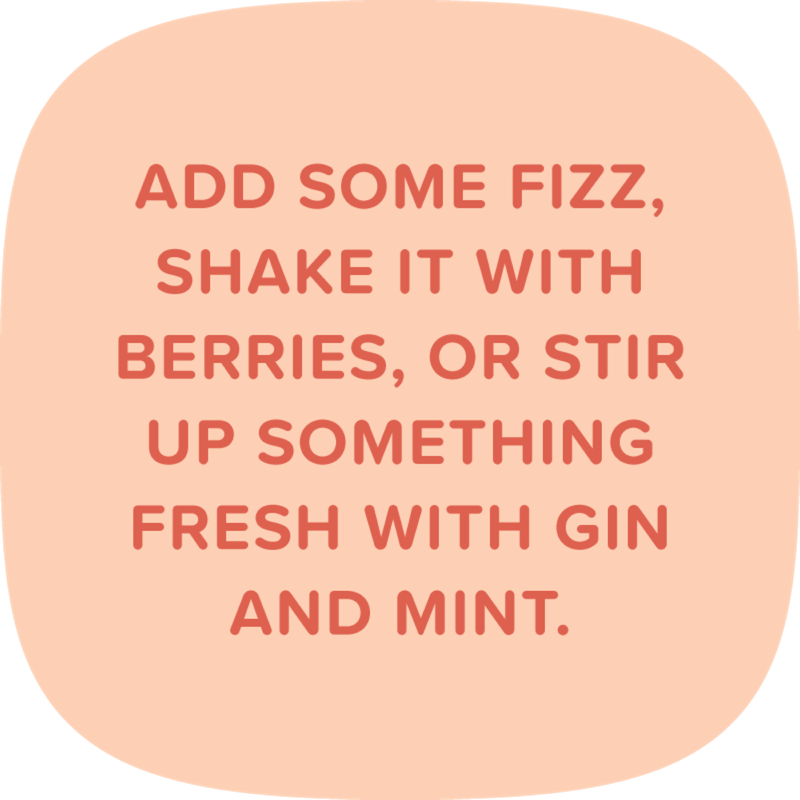 ADD SOME FIZZ,
SHAKE IT WITH
BERRIES, OR STIR
UP SOMETHING
FRESH WITH GIN
AND MINT.